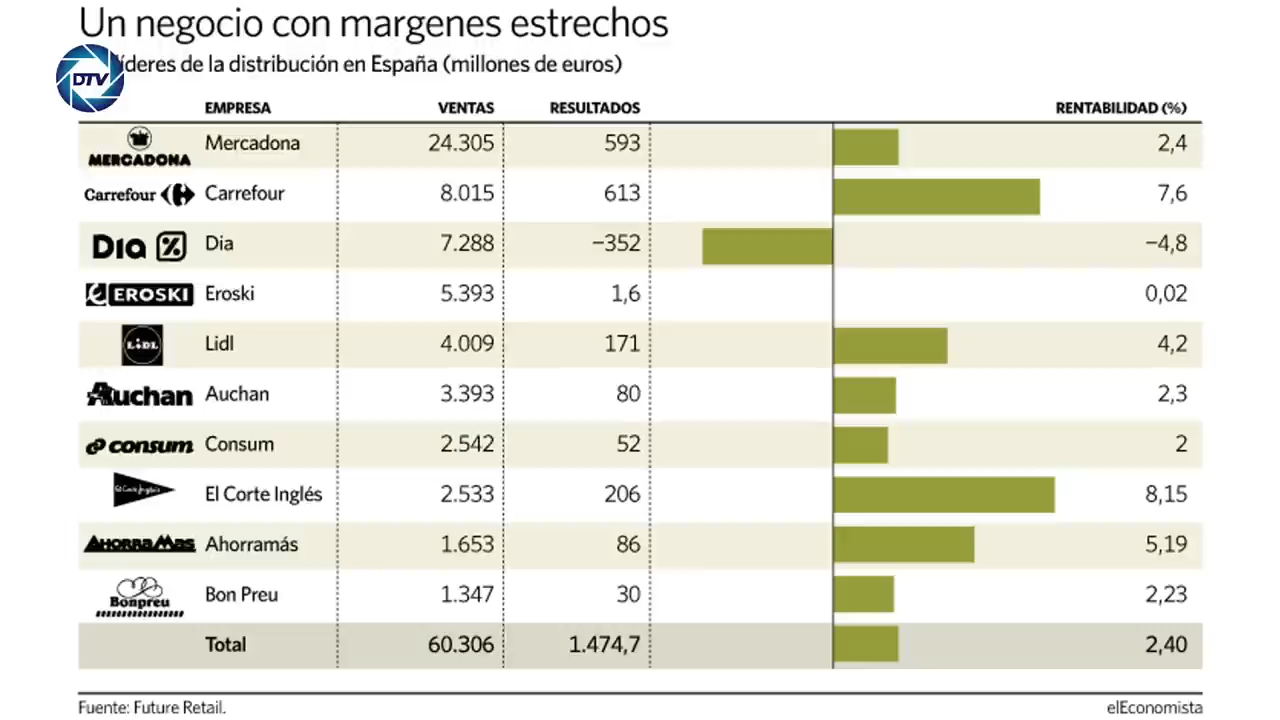 Un negocio con margenes estrechos
líderes de la distribución en España (millones de euros)
DTV
EMPRESA VENTAS RESULTADOS RENTABILIDAD (%)
MERCADONA Mercadona 24.305 593 2,4
Carrefour Carrefour 8.015 613 7,6
Dia % Dia 7.288 −352 −4,8
EROSKI Eroski 5.393 1,6 0,02
LiDL Lidl 4.009 171 4,2
Auchan Auchan 3.393 80 2,3
consum Consum 2.542 52 2
El Corte Inglés El Corte Inglés 2.533 206 8,15
AHORRAMAS Ahorramás 1.653 86 5,19
Bonpreu Bon Preu 1.347 30 2,23
Total 60.306 1.474,7 2,40
Fuente: Future Retail. elEconomista